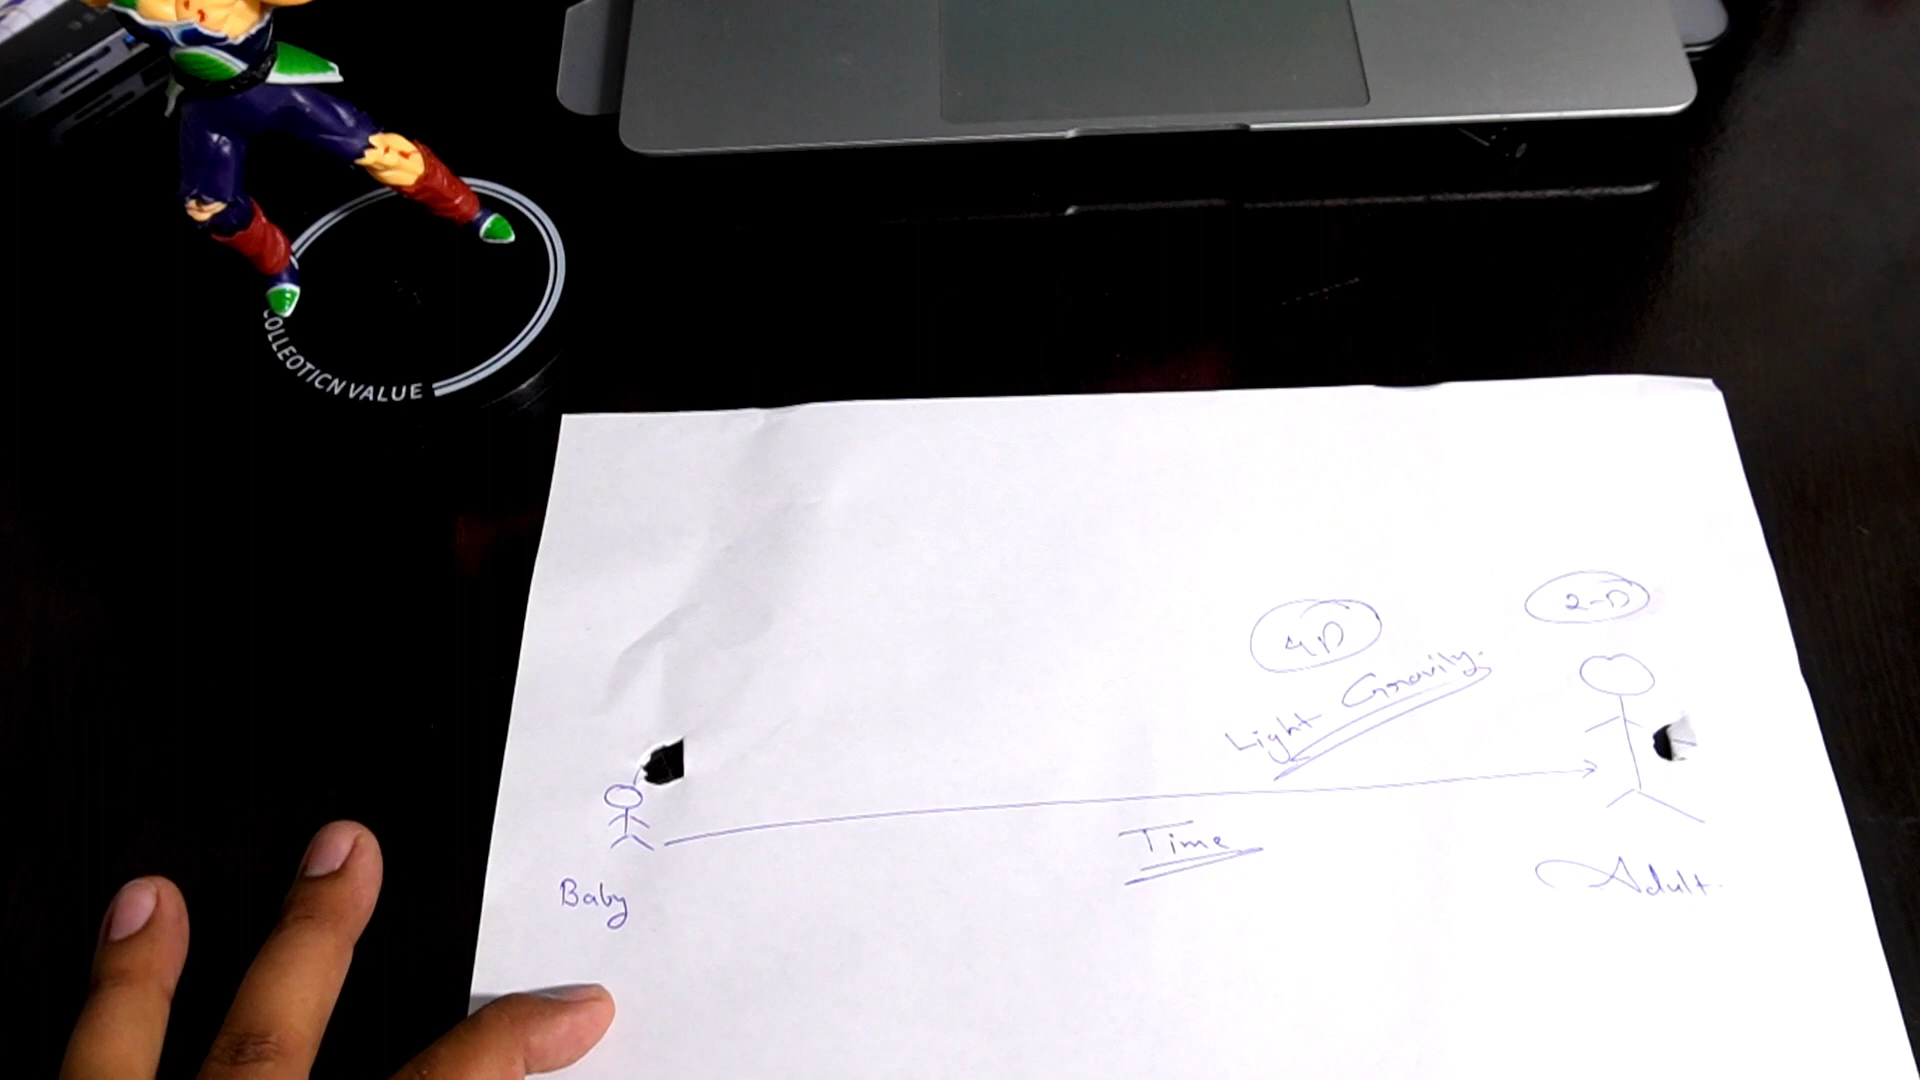 COLLEOTICN VALUE
4D
2-D
Light Gravity.
Time
Baby
Adult.